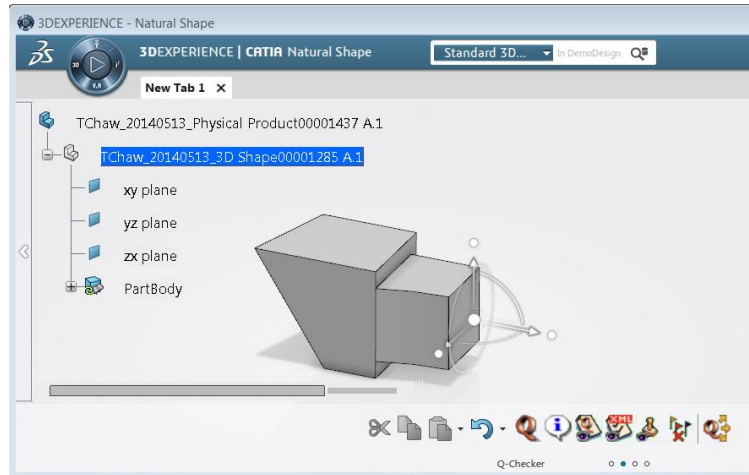 3DEXPERIENCE - Natural Shape
3DEXPERIENCE | CATIA Natural Shape
Standard 3D... In DemoDesign
New Tab 1 X
TChaw_20140513_Physical Product00001437 A.1
TChaw_20140513_3D Shape00001285 A.1
xy plane
yz plane
zx plane
PartBody
XML
Q-Checker